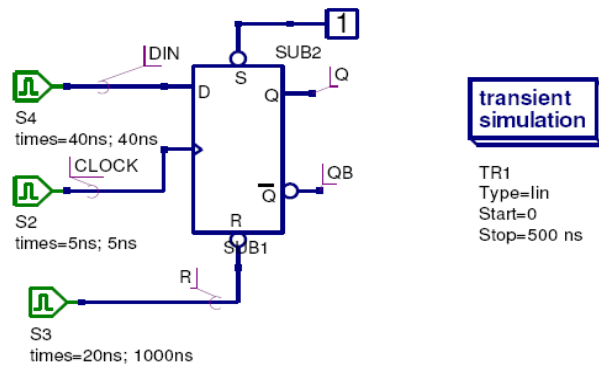 1
DIN
SUB2
S
Q
D
Q
S4
times=40ns; 40ns
CLOCK
QB
Q
S2
times=5ns; 5ns
R
SUB1
R
S3
times=20ns; 1000ns
transient
simulation
TR1
Type=lin
Start=0
Stop=500 ns